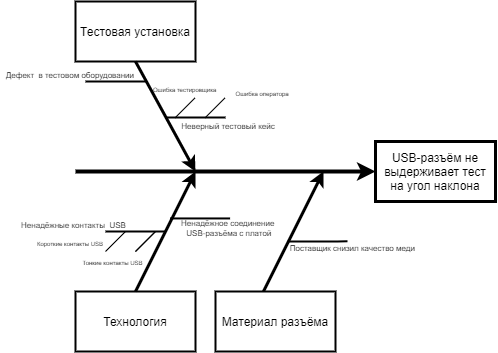 Тестовая установка
Дефект в тестовом оборудовании
Ошибка тестировщика
Ошибка оператора
Неверный тестовый кейс
USB-разъём не
выдерживает тест
на угол наклона
Ненадёжные контакты USB
Короткие контакты USB
Тонкие контакты USB
Ненадёжное соединение
USB-разъёма с платой
Поставщик снизил качество меди
Технология
Материал разъёма